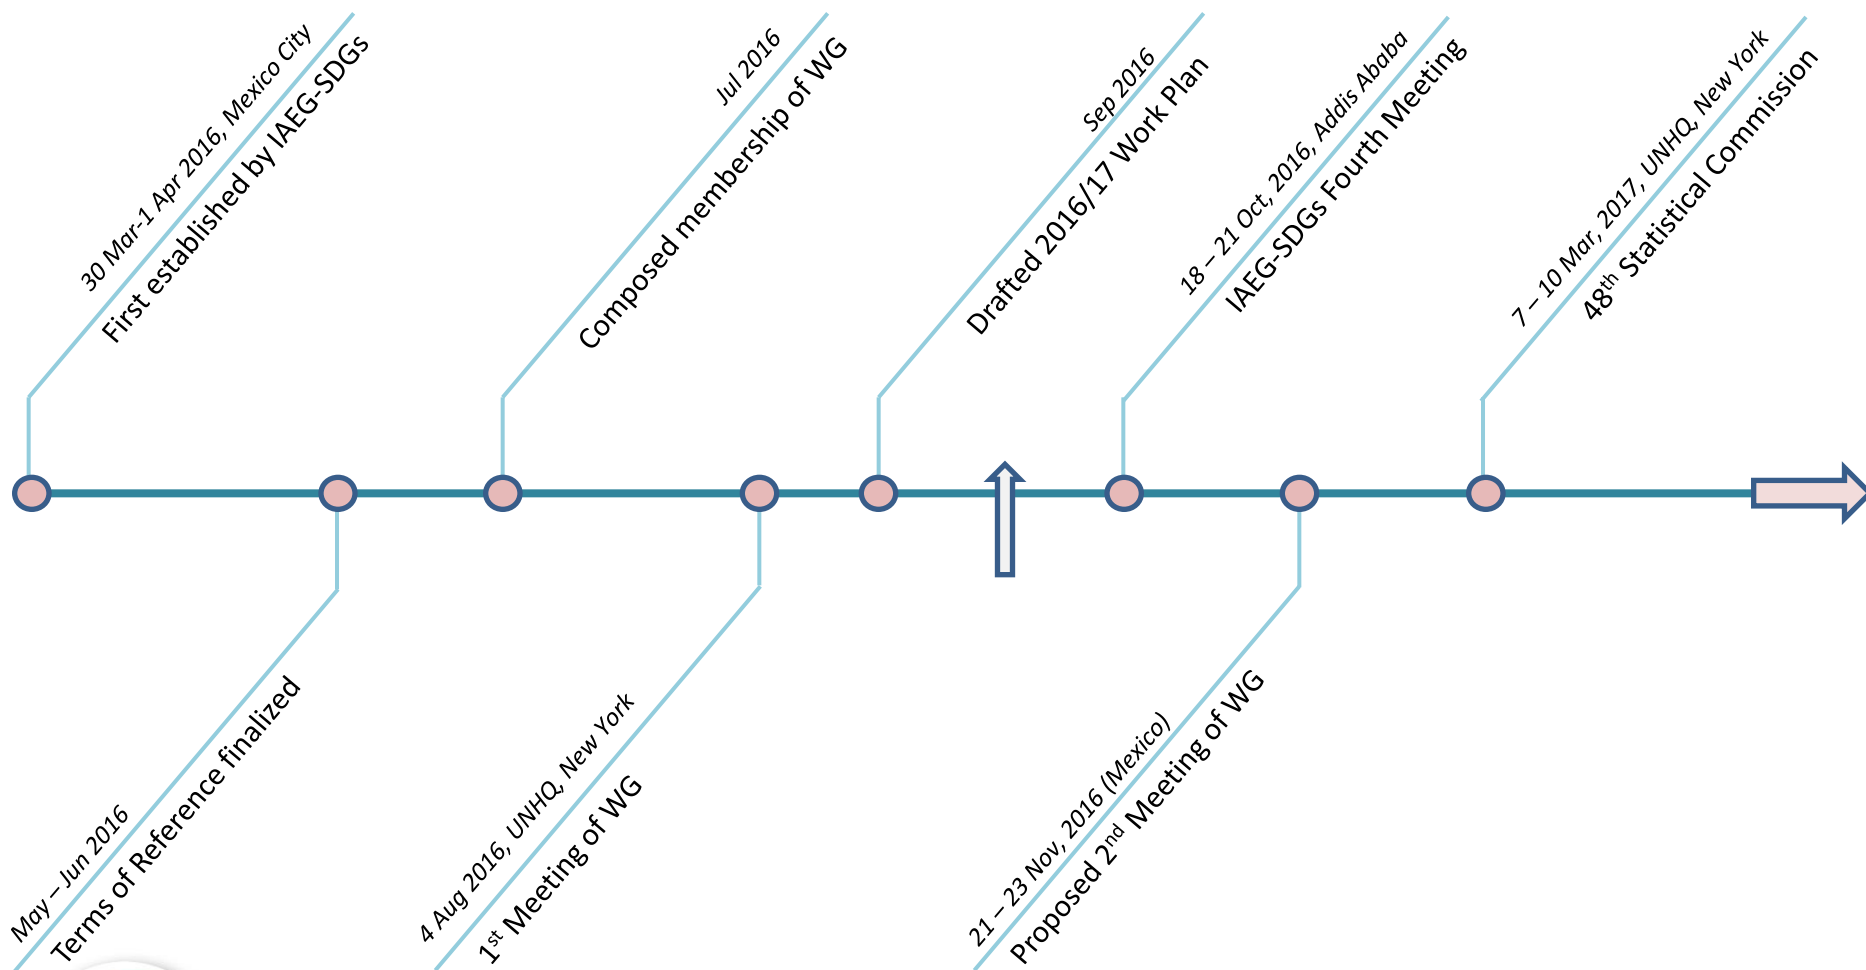 30 Mar-1 Apr 2016, Mexico City
First established by IAEG-SDGs
Jul 2016
Composed membership of WG
Sep 2016
Drafted 2016/17 Work Plan
18 – 21 Oct, 2016, Addis Ababa
IAEG-SDGs Fourth Meeting
7 – 10 Mar, 2017, UNHQ, New York
48th Statistical Commission
May – Jun 2016
Terms of Reference finalized
4 Aug 2016, UNHQ, New York
1st Meeting of WG
21 – 23 Nov, 2016 (Mexico)
Proposed 2nd Meeting of WG